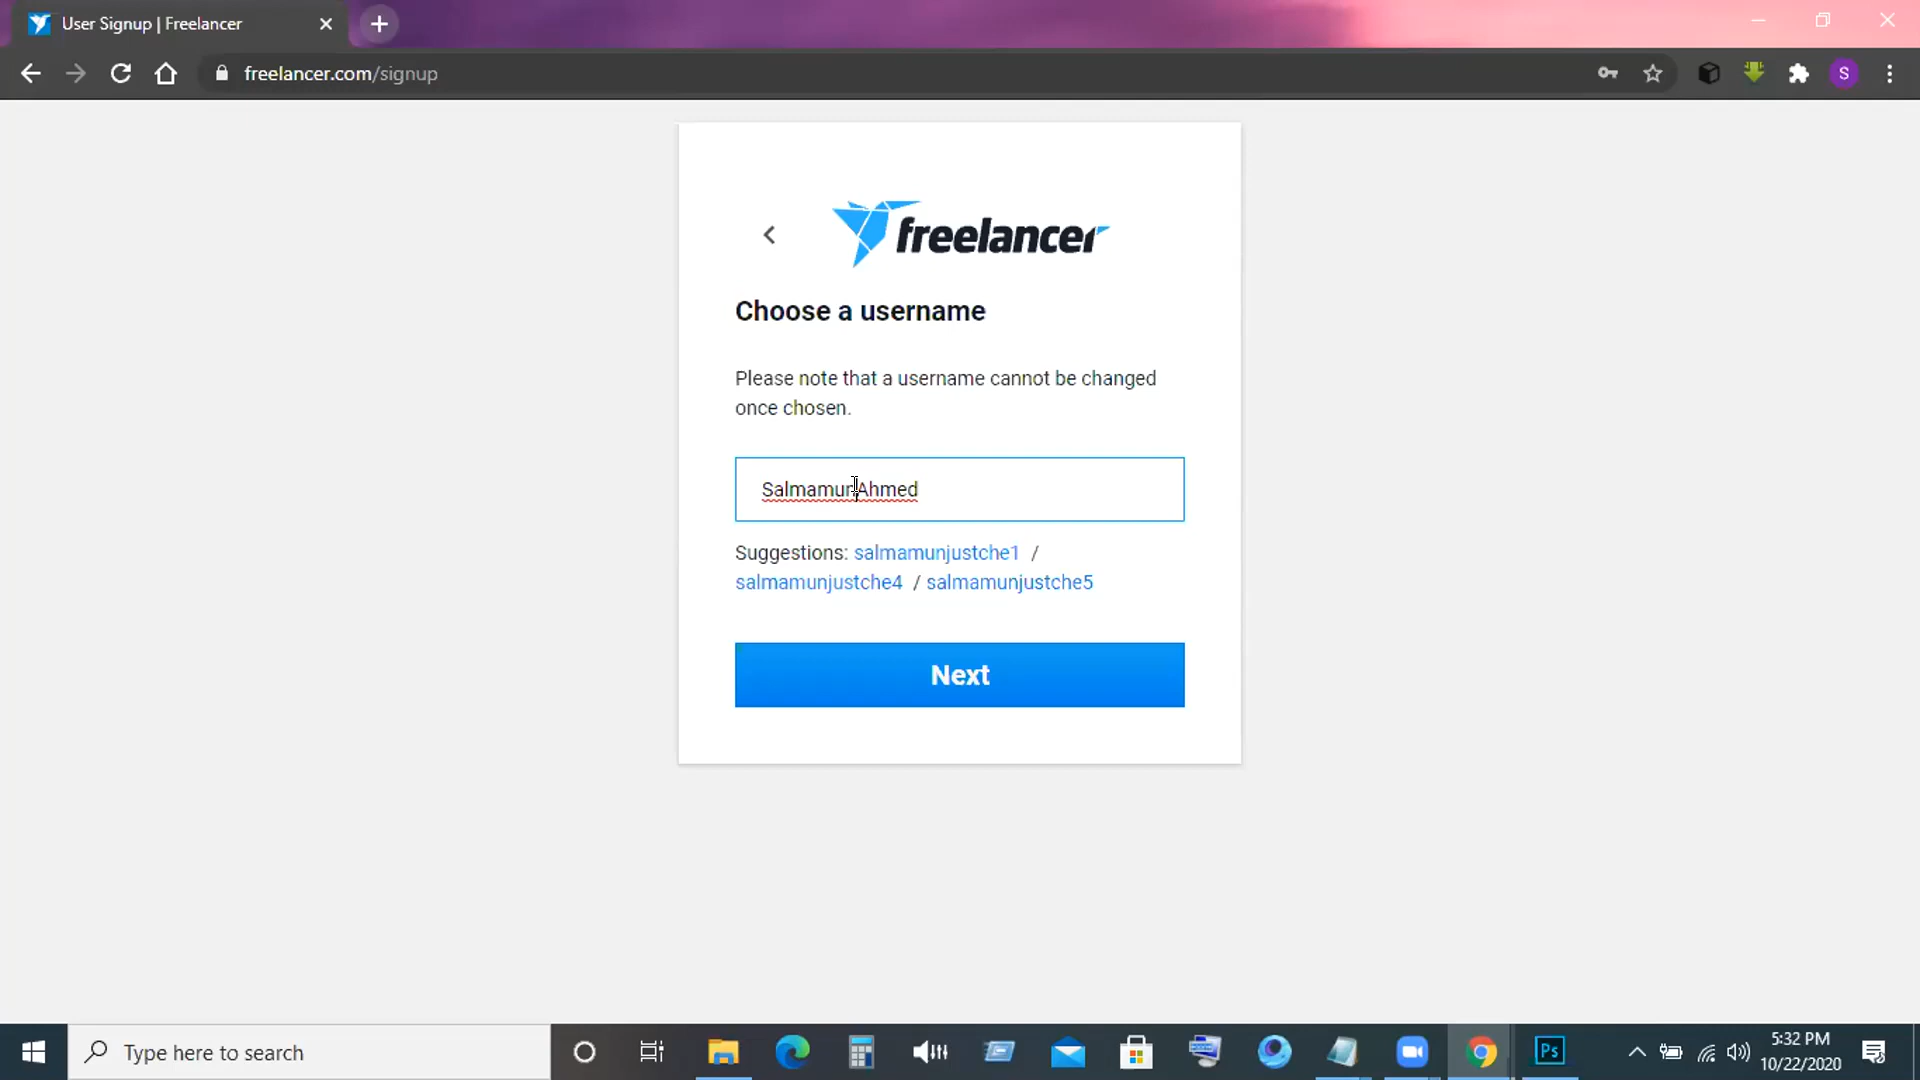 User Signup | Freelancer
freelancer.com/signup
S
freelancer
Choose a username
Please note that a username cannot be changed
once chosen.
SalmamunAhmed
Suggestions: salmamunjustche1 /
salmamunjustche4 / salmamunjustche5
Next
Type here to search
Ps
5:32 PM
10/22/2020